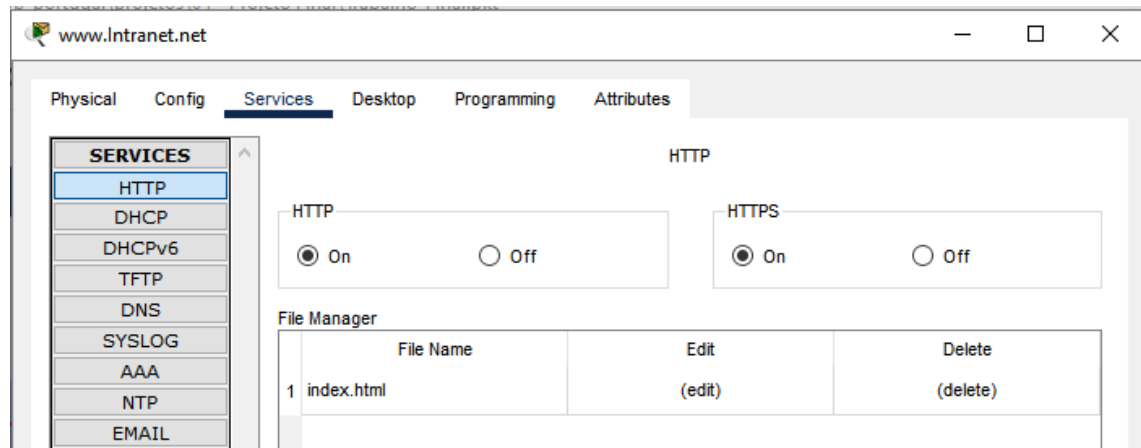 www.Intranet.net
Physical Config Services Desktop Programming Attributes
SERVICES
HTTP
DHCP
DHCPv6
TFTP
DNS
SYSLOG
AAA
NTP
EMAIL
HTTP
HTTP
On Off
HTTPS
On Off
File Manager
File Name Edit Delete
1 index.html (edit) (delete)